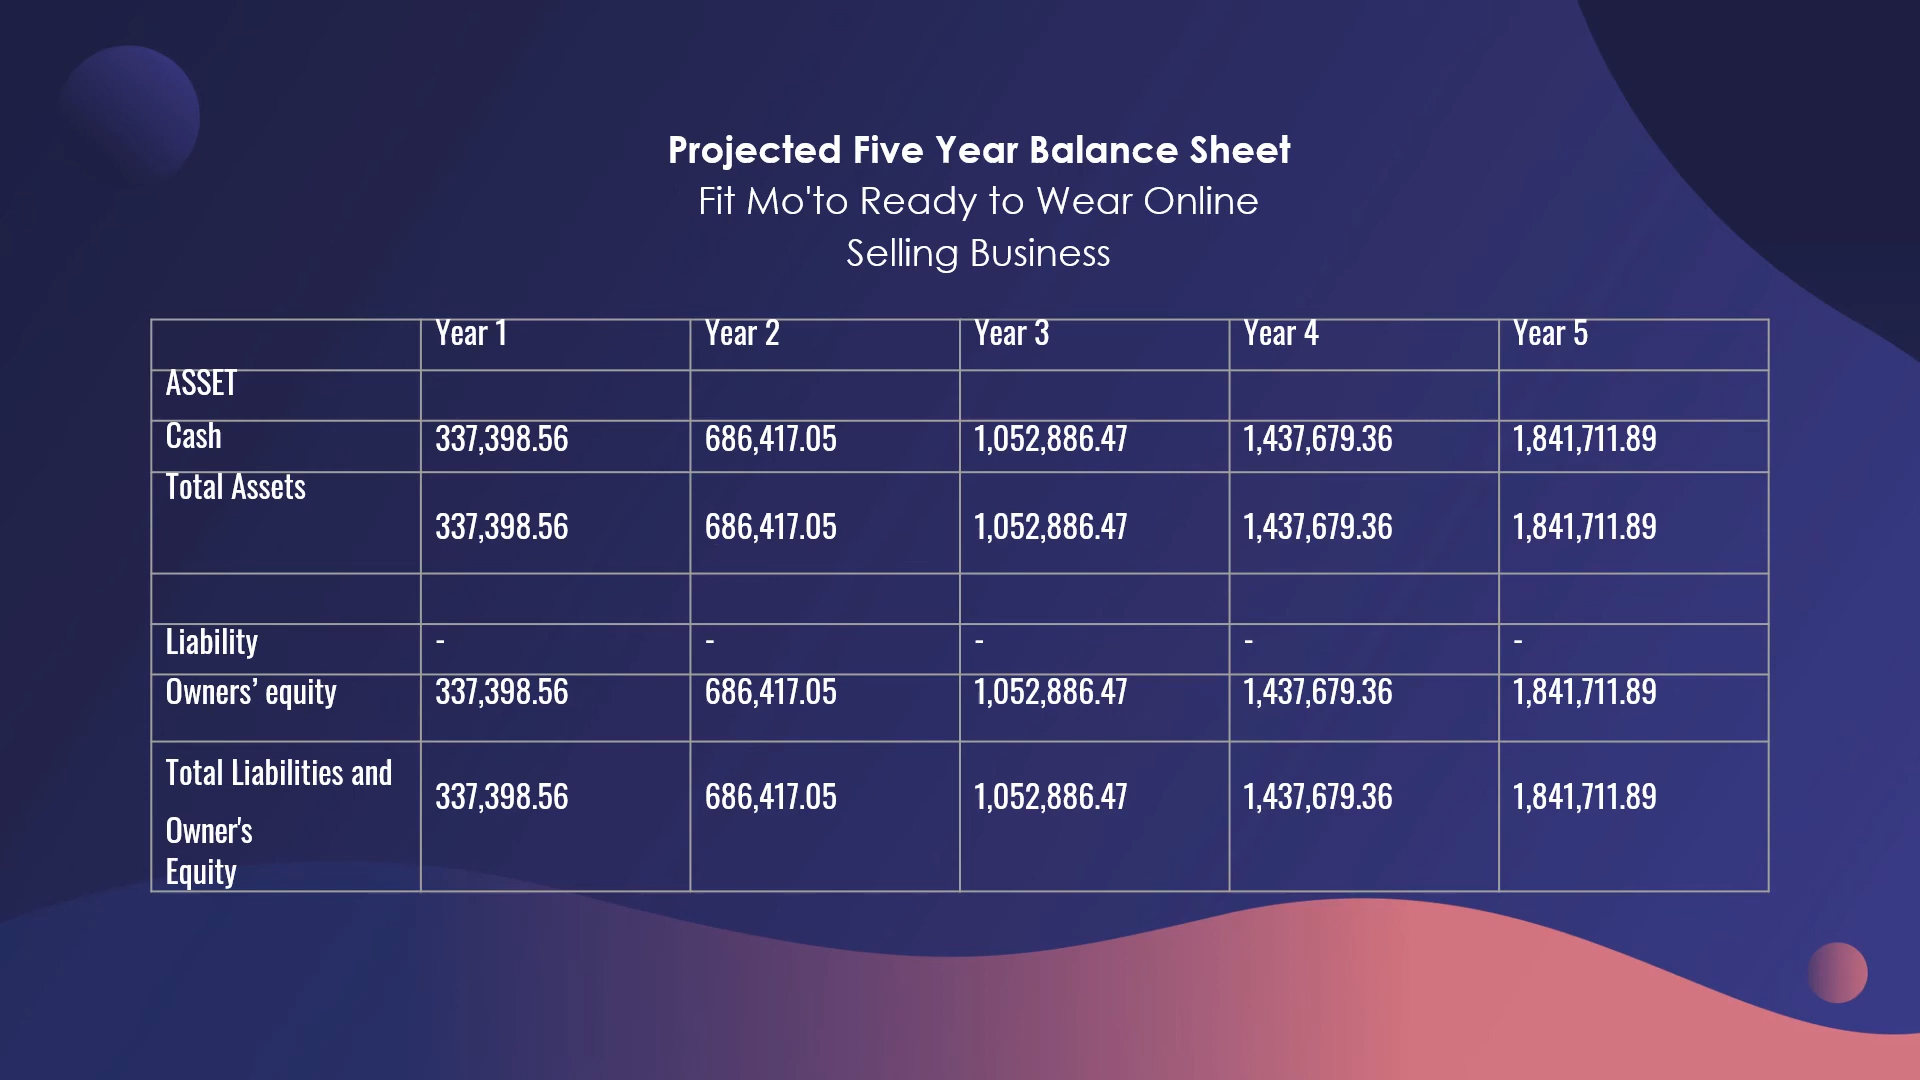 Projected Five Year Balance Sheet
Fit Mo'to Ready to Wear Online
Selling Business
Year 1 Year 2 Year 3 Year 4 Year 5
ASSET
Cash 337,398.56 686,417.05 1,052,886.47 1,437,679.36 1,841,711.89
Total Assets
337,398.56 686,417.05 1,052,886.47 1,437,679.36 1,841,711.89
Liability - - - - -
Owners’ equity 337,398.56 686,417.05 1,052,886.47 1,437,679.36 1,841,711.89
Total Liabilities and
337,398.56 686,417.05 1,052,886.47 1,437,679.36 1,841,711.89
Owner's
Equity